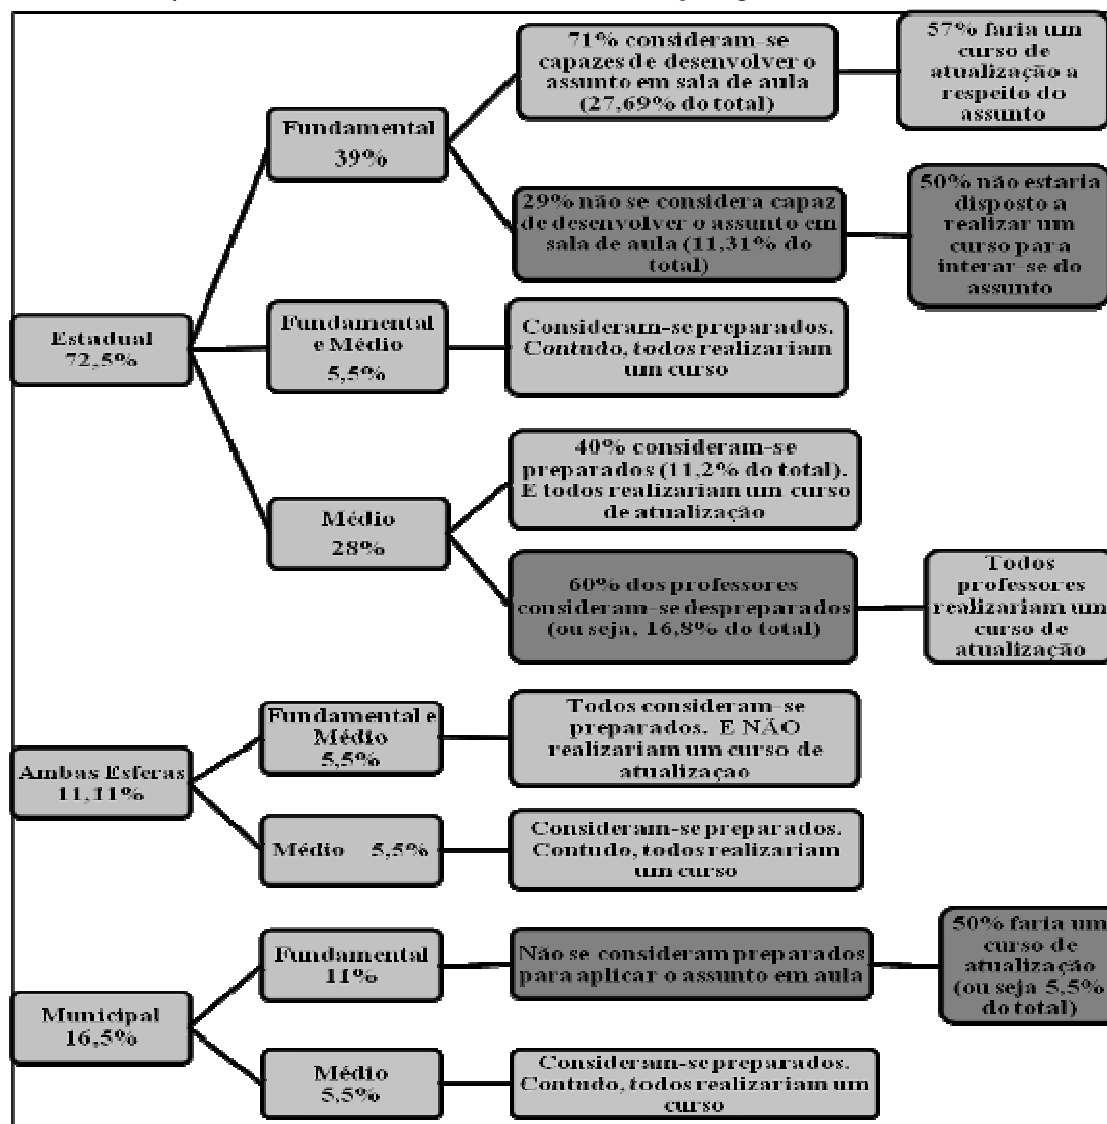 71% consideram-se
capazes de desenvolver o
assunto em sala de aula
(27,69% do total)
57% faria um
curso de
atualização a
respeito do
assunto
Fundamental
39%
29% não se considera capaz
de desenvolver o assunto em
sala de aula (11,31% do
total)
50% não estaria
disposto a
realizar um
curso para
interar-se do
assunto
Estadual
72,5%
Fundamental
e Médio
5,5%
Consideram-se preparados.
Contudo, todos realizariam
um curso
Médio
28%
40% consideram-se
preparados (11,2% do total).
E todos realizariam um curso
de atualização
60% dos professores
consideram-se despreparados
(ou seja, 16,8% do total)
Todos
professores
realizariam um
curso de
atualização
Ambas Esferas
11,11%
Fundamental e
Médio
5,5%
Todos consideram-se
preparados. E NÃO
realizariam um curso de
atualizaçao
Médio 5,5%
Consideram-se preparados.
Contudo, todos realizariam
um curso
Municipal
16,5%
Fundamental
11%
Não se consideram preparados
para aplicar o assunto em aula
50% faria um
curso de
atualização
(ou seja 5,5%
do total)
Médio
5,5%
Consideram-se preparados.
Contudo, todos realizariam um
curso